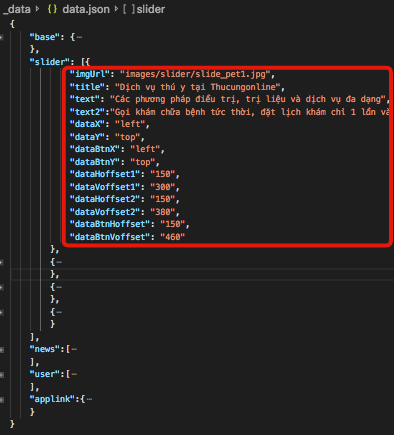 _data > {} data.json > [ ] slider
{
"base": {…
},
"slider": [{
"imgUrl": "images/slider/slide_pet1.jpg",
"title": "Dịch vụ thú y tại Thucungonline",
"text": "Các phương pháp điều trị, trị liệu và dịch vụ đa dạng",
"text2":"Gọi khám chữa bệnh tức thời, đặt lịch khám chỉ 1 lần và
"dataX": "left",
"dataY": "top",
"dataBtnX": "left",
"dataBtnY": "top",
"dataHoffset1": "150",
"dataVoffset1": "300",
"dataHoffset2": "150",
"dataVoffset2": "380",
"dataBtnHoffset": "150",
"dataBtnVoffset": "460"
},
{…
},
{…
},
{…
}
],
"news":[…
],
"user":[…
],
"applink":{…
}
}